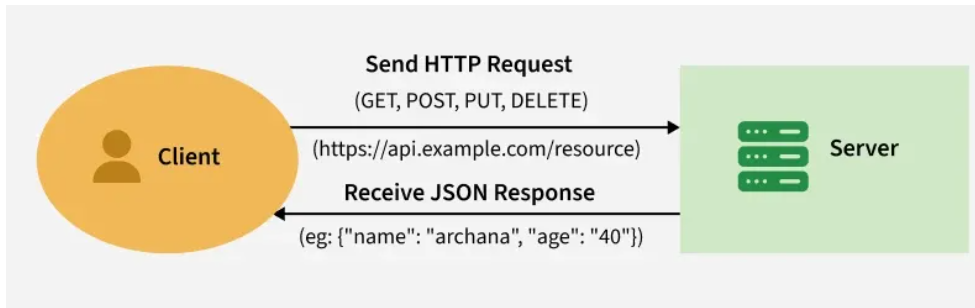 Send HTTP Request
(GET, POST, PUT, DELETE)
(https://api.example.com/resource)
Client
Server
Receive JSON Response
(eg: {"name": "archana", "age": "40"})